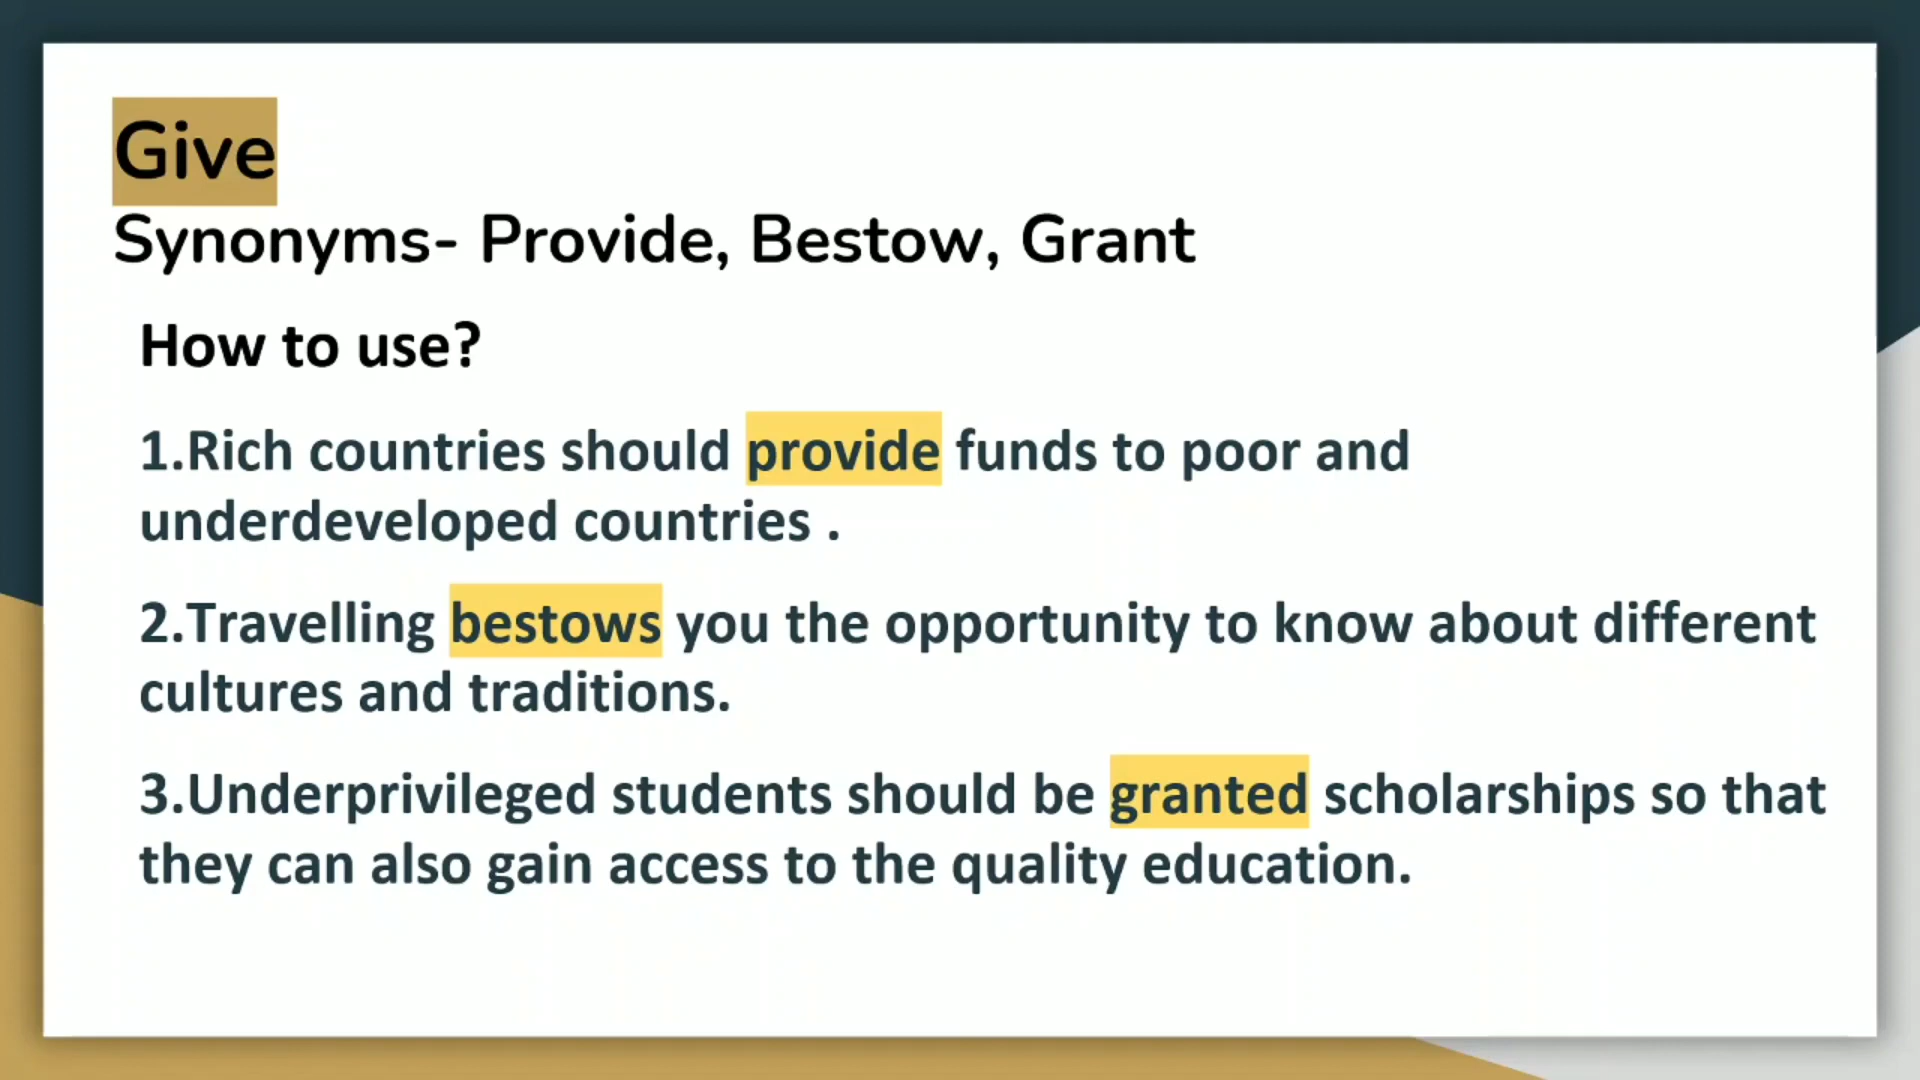 Give
Synonyms- Provide, Bestow, Grant
How to use?
1.Rich countries should provide funds to poor and
underdeveloped countries .
2.Travelling bestows you the opportunity to know about different
cultures and traditions.
3.Underprivileged students should be granted scholarships so that
they can also gain access to the quality education.